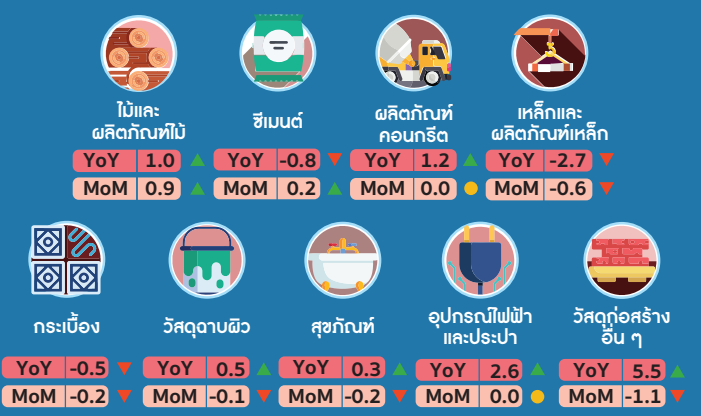 ไม้และ
ผลิตภัณฑ์ไม้
YoY 1.0
MoM 0.9
ซีเมนต์
YoY -0.8
MoM 0.2
ผลิตภัณฑ์
คอนกรีต
YoY 1.2
MoM 0.0
เหล็กและ
ผลิตภัณฑ์เหล็ก
YoY -2.7
MoM -0.6
กระเบื้อง
YoY -0.5
MoM -0.2
วัสดุฉาบผิว
YoY 0.5
MoM -0.1
สุขภัณฑ์
YoY 0.3
MoM -0.2
อุปกรณ์ไฟฟ้า
และประปา
YoY 2.6
MoM 0.0
วัสดุก่อสร้าง
อื่น ๆ
YoY 5.5
MoM -1.1